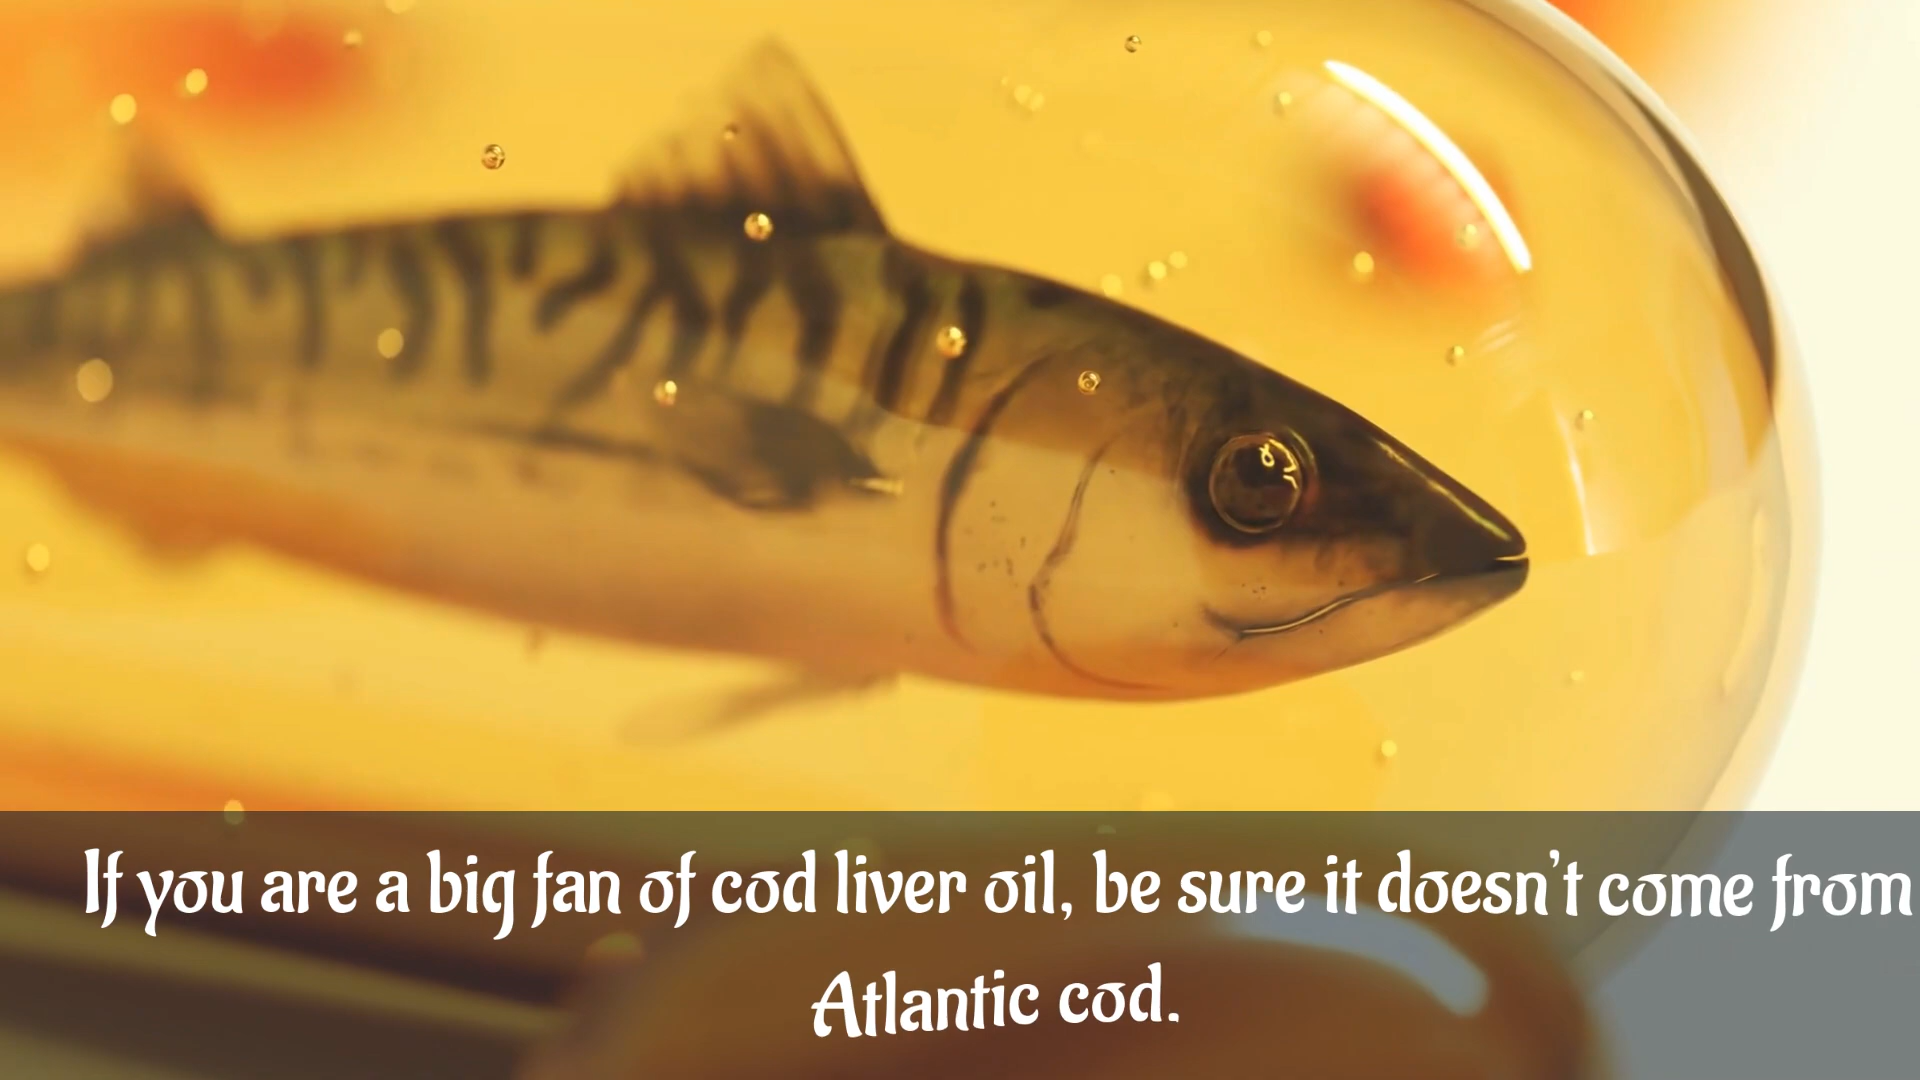 If you are a big fan of cod liver oil, be sure it doesn't come from
Atlantic cod.